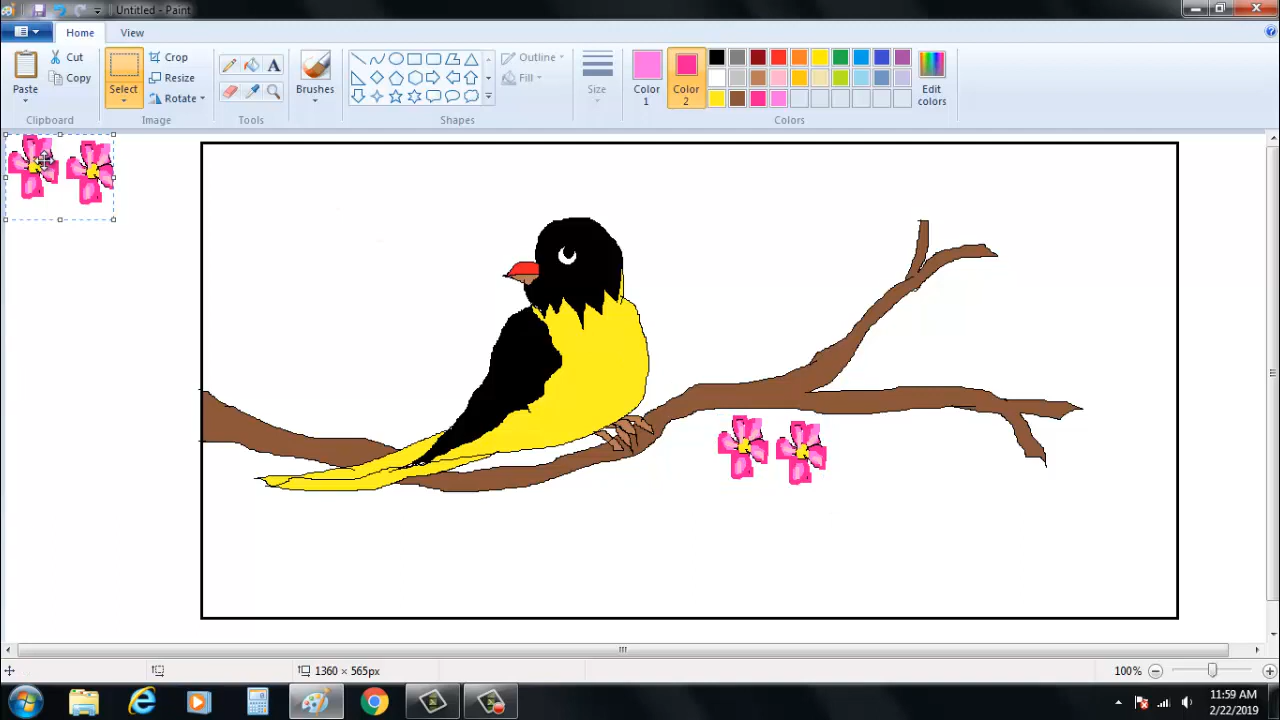 Untitled - Paint
Home
View
Paste
Cut
Copy
Clipboard
Select
Crop
Resize
Rotate
Image
A
Tools
Brushes
Outline
Fill
Shapes
Size
Color 1
Color 2
Edit colors
Colors
1360 × 565px
100%
11:59 AM
2/22/2019